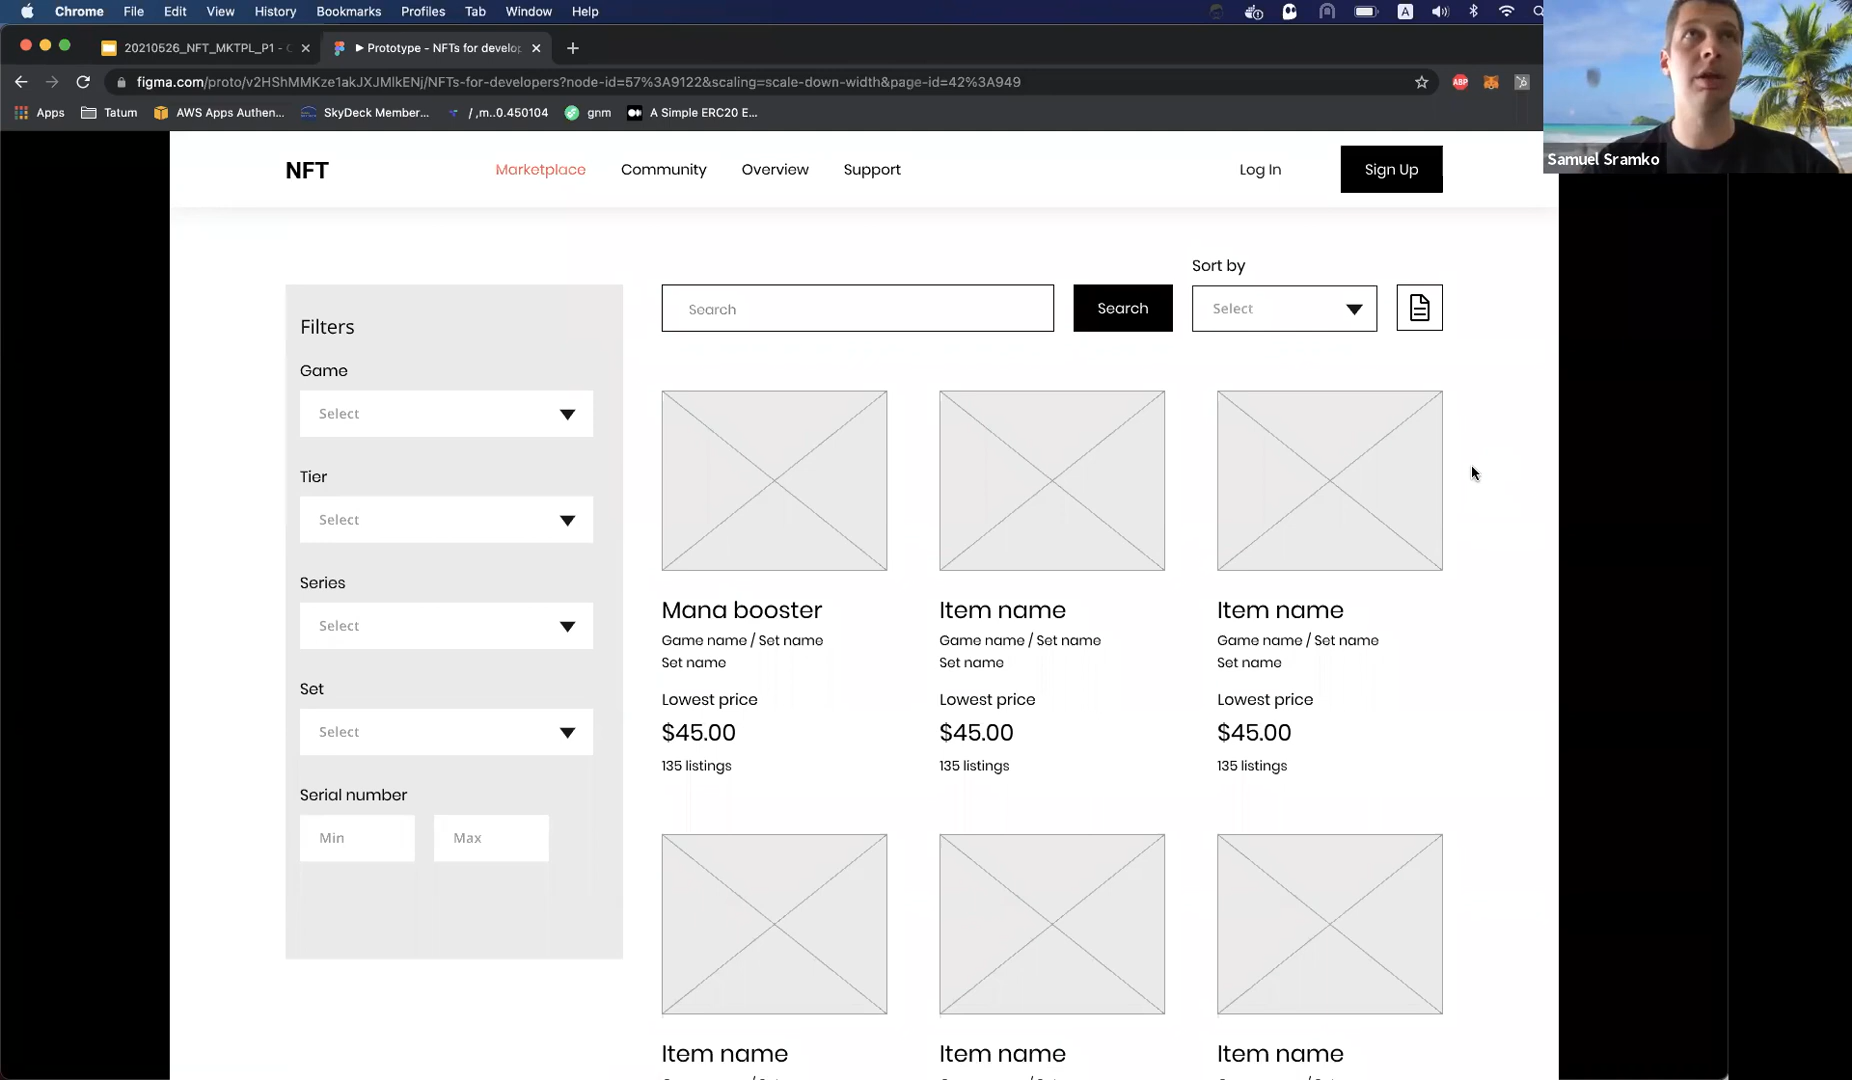 Chrome File Edit View History Bookmarks Profiles Tab Window Help
A
20210526_NFT_MKTPL_P1 -
Prototype - NFTs for develop
figma.com/proto/v2HShMMKze1akJXJMlkENj/NFTs-for-developers?node-id=57%3A9122&scaling=scale-down-width&page-id=42%3A949
ABP
Apps Tatum AWS Apps Authen... SkyDeck Member... /,m..0.450104 gnm A Simple ERC20 E...
Samuel Sramko
NFT Marketplace Community Overview Support Log In Sign Up
Sort by
Search Search Select
Filters
Game
Select
Tier
Select
Series
Select
Set
Select
Serial number
Min Max
Mana booster Item name Item name
Game name / Set name Game name / Set name Game name / Set name
Set name Set name Set name
Lowest price Lowest price Lowest price
$45.00 $45.00 $45.00
135 listings 135 listings 135 listings
Item name Item name Item name